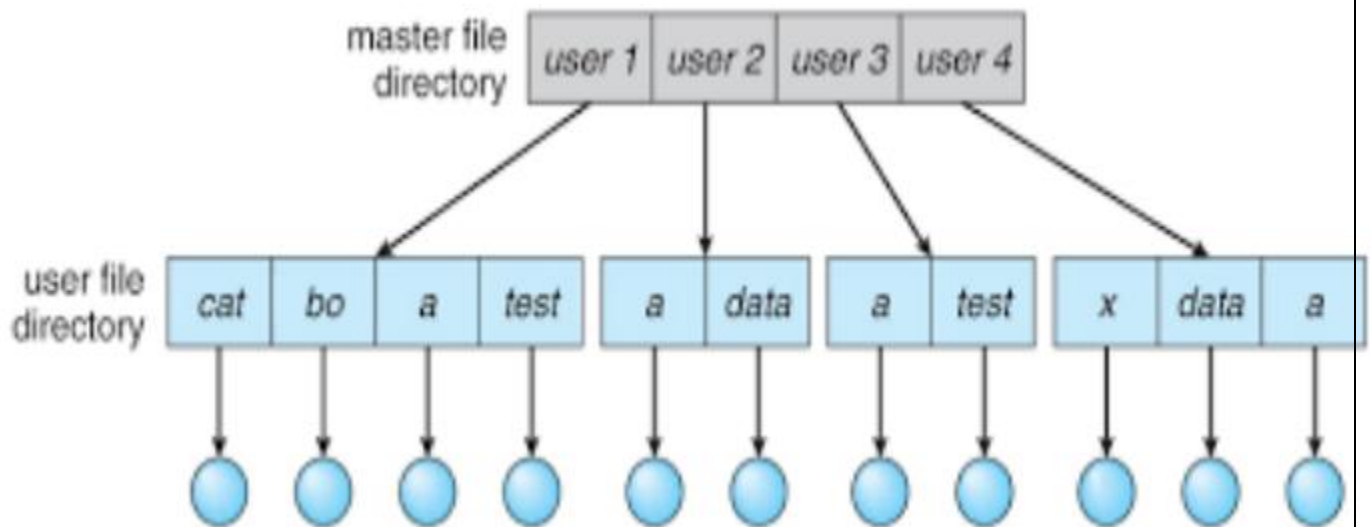 master file
directory
user 1 user 2 user 3 user 4
user file
directory
cat bo a test a data a test x data a